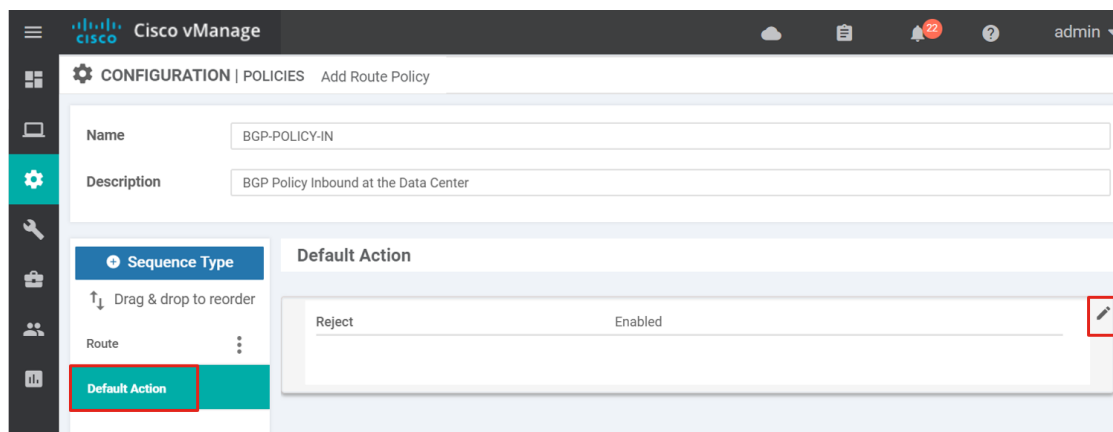 CISCO Cisco vManage 22 admin
CONFIGURATION | POLICIES Add Route Policy
Name BGP-POLICY-IN
Description BGP Policy Inbound at the Data Center
Sequence Type
Drag & drop to reorder
Route
Default Action
Default Action
Reject Enabled